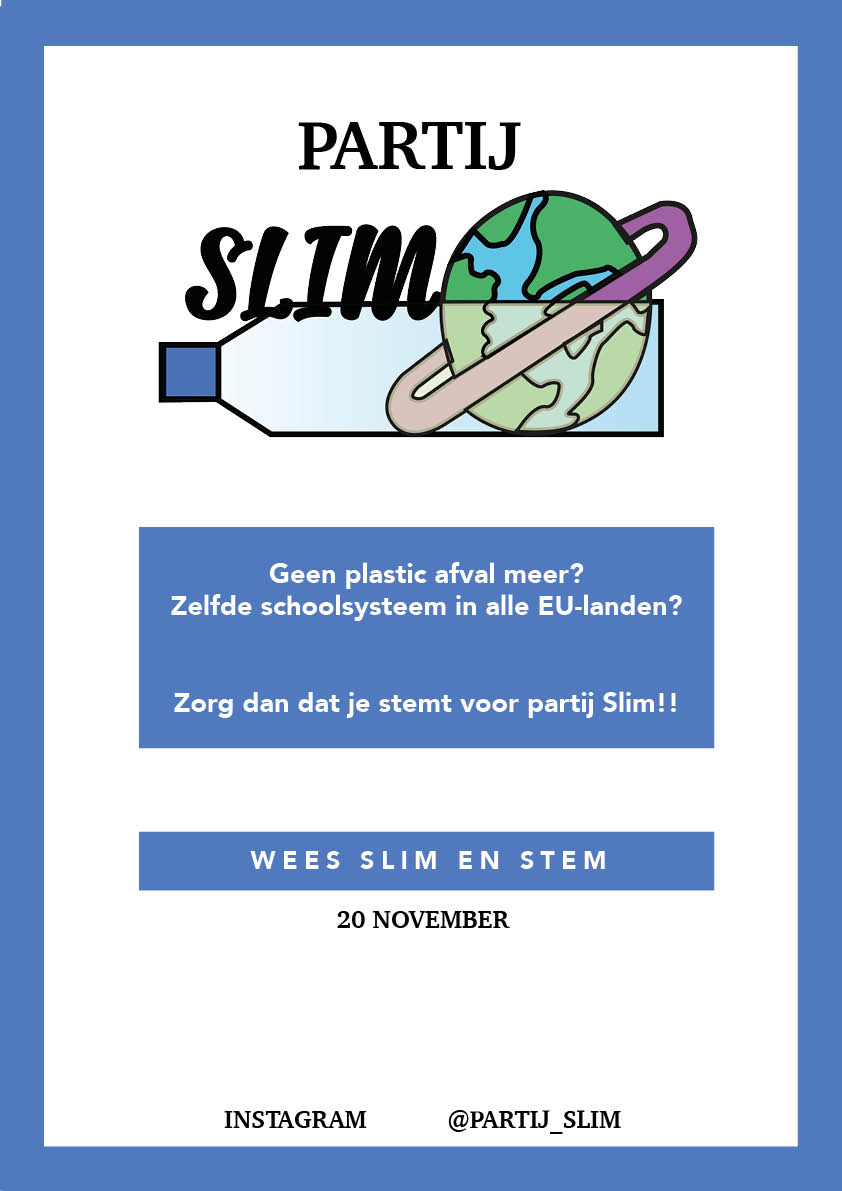 PARTIJ
SLIM
Geen plastic afval meer?
Zelfde schoolsysteem in alle EU-landen?
Zorg dan dat je stemt voor partij Slim!!
WEES SLIM EN STEM
20 NOVEMBER
INSTAGRAM @PARTIJ_SLIM